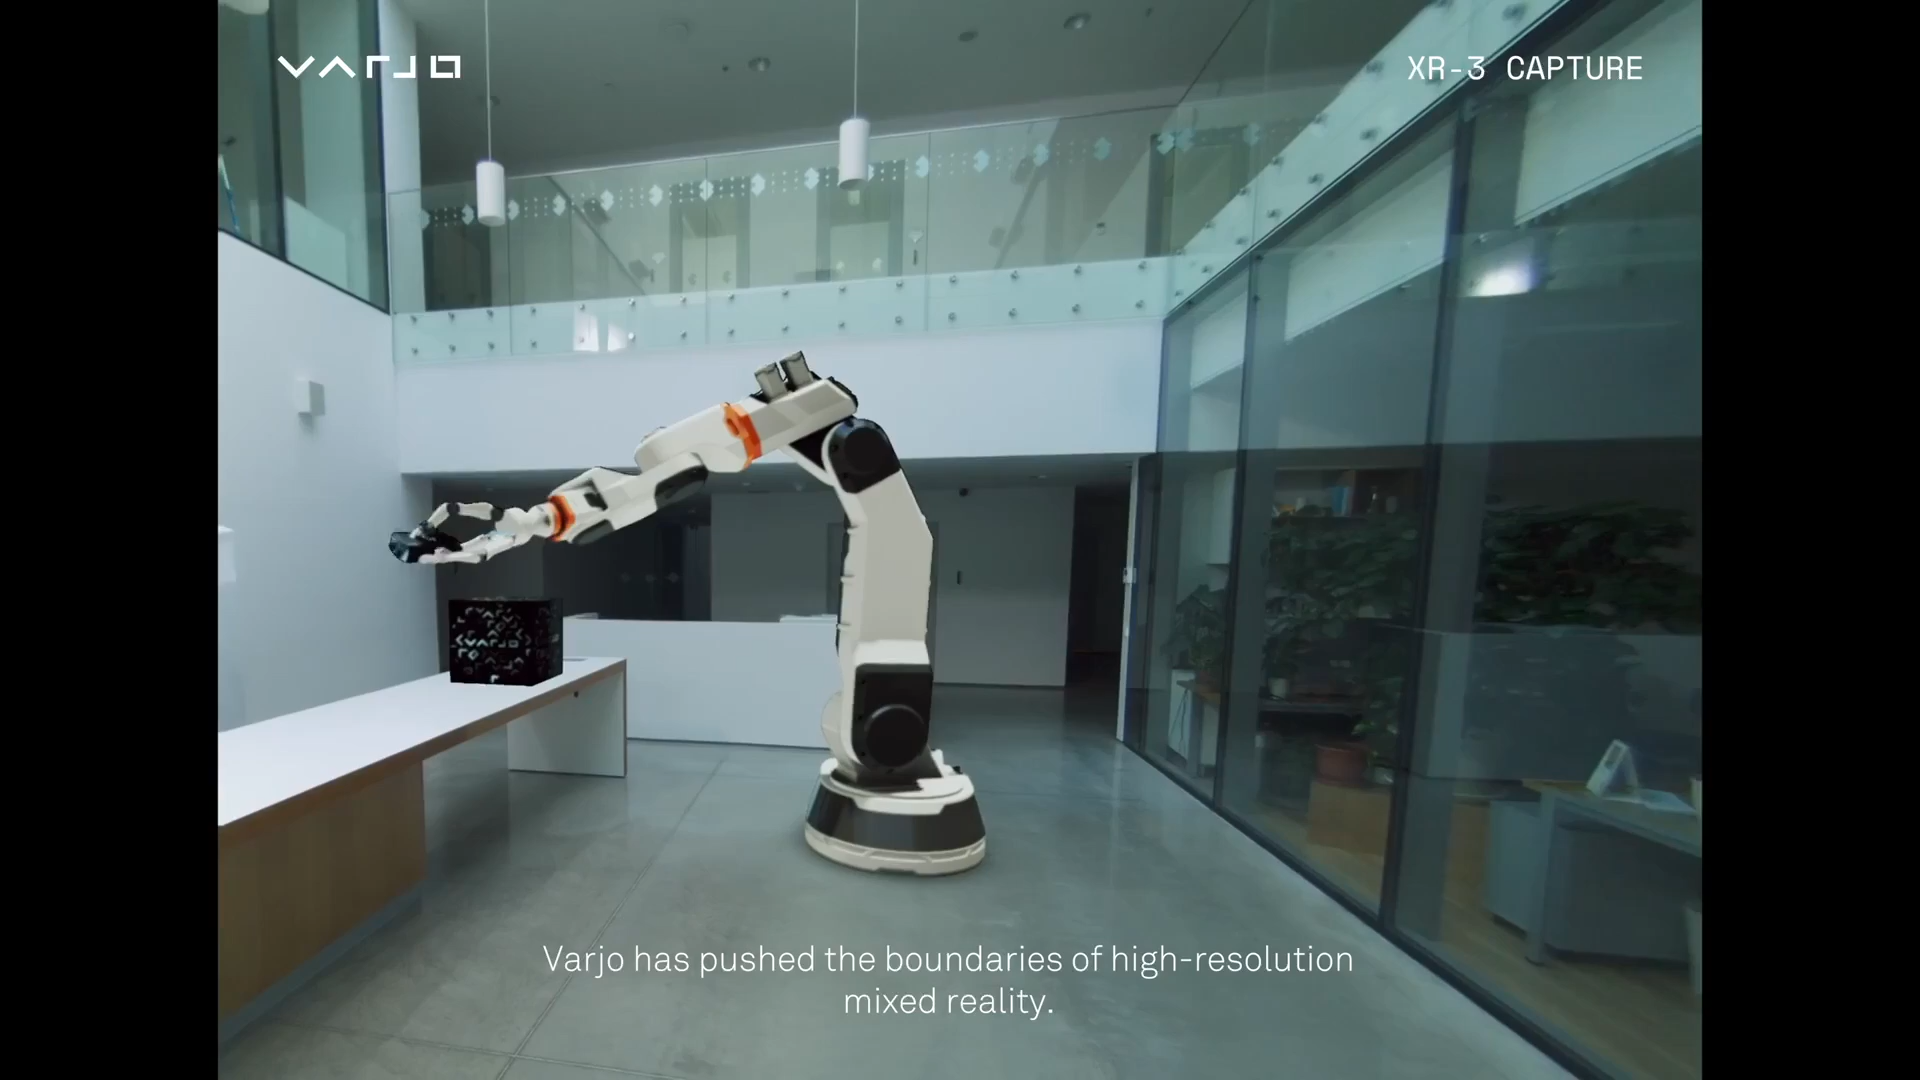 VARJO
XR-3 CAPTURE
Varjo has pushed the boundaries of high-resolution
mixed reality.